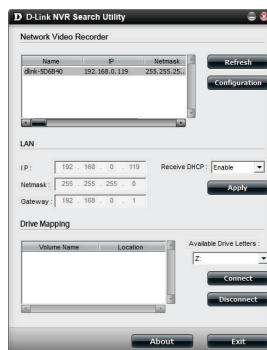 D D-Link NVR Search Utility
Network Video Recorder
Name IP Netmask
dlink-5D6B40 192.168.0.119 255.255.25...
Refresh
Configuration
LAN
IP : 192 . 168 . 0 . 119 Receive DHCP : Enable
Netmask : 255 . 255 . 255 . 0
Apply
Gateway : 192 . 168 . 0 . 1
Drive Mapping
Volume Name Location
Available Drive Letters :
Z:
Connect
Disconnect
About Exit